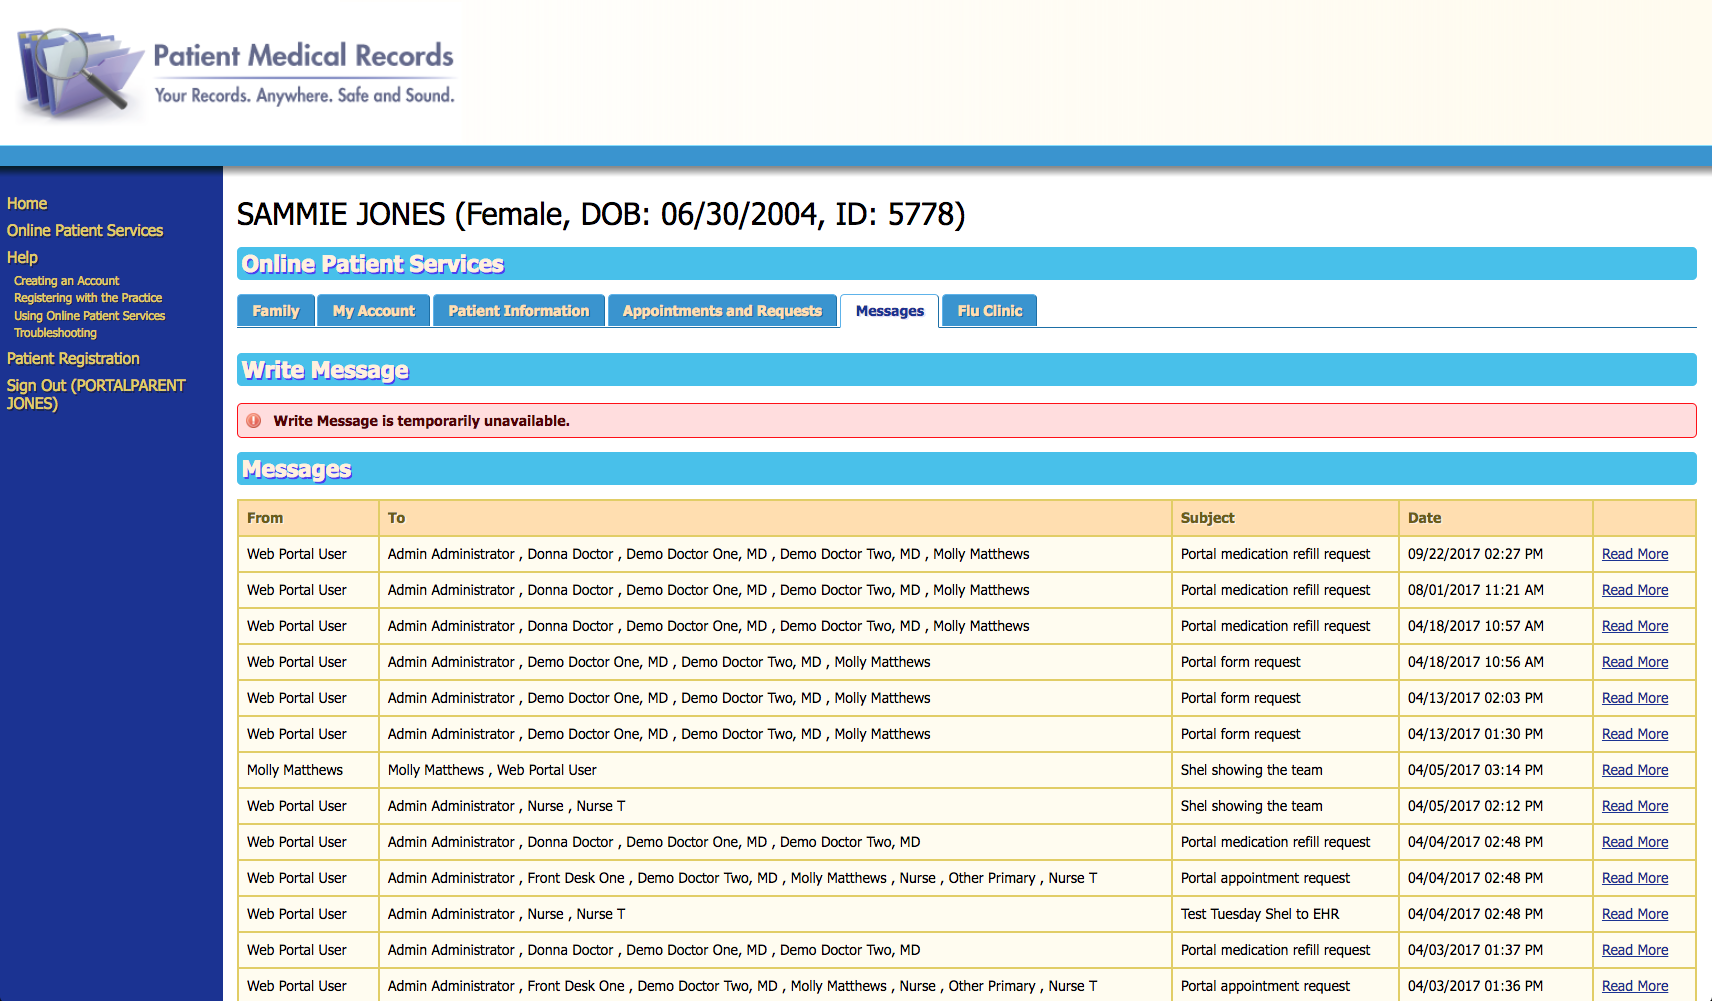 Patient Medical Records
Your Records. Anywhere. Safe and Sound.
Home
Online Patient Services
Help
Creating an Account
Registering with the Practice
Using Online Patient Services
Troubleshooting
Patient Registration
Sign Out (PORTALPARENT
JONES)
SAMMIE JONES (Female, DOB: 06/30/2004, ID: 5778)
Online Patient Services
Family My Account Patient Information Appointments and Requests Messages Flu Clinic
Write Message
Write Message is temporarily unavailable.
Messages
From To Subject Date
Web Portal User Admin Administrator , Donna Doctor , Demo Doctor One, MD , Demo Doctor Two, MD , Molly Matthews Portal medication refill request 09/22/2017 02:27 PM Read More
Web Portal User Admin Administrator , Donna Doctor , Demo Doctor One, MD , Demo Doctor Two, MD , Molly Matthews Portal medication refill request 08/01/2017 11:21 AM Read More
Web Portal User Admin Administrator , Donna Doctor , Demo Doctor One, MD , Demo Doctor Two, MD , Molly Matthews Portal medication refill request 04/18/2017 10:57 AM Read More
Web Portal User Admin Administrator , Demo Doctor One, MD , Demo Doctor Two, MD , Molly Matthews Portal form request 04/18/2017 10:56 AM Read More
Web Portal User Admin Administrator , Demo Doctor One, MD , Demo Doctor Two, MD , Molly Matthews Portal form request 04/13/2017 02:03 PM Read More
Web Portal User Admin Administrator , Demo Doctor One, MD , Demo Doctor Two, MD , Molly Matthews Portal form request 04/13/2017 01:30 PM Read More
Molly Matthews Molly Matthews , Web Portal User Shel showing the team 04/05/2017 03:14 PM Read More
Web Portal User Admin Administrator , Nurse , Nurse T Shel showing the team 04/05/2017 02:12 PM Read More
Web Portal User Admin Administrator , Donna Doctor , Demo Doctor One, MD , Demo Doctor Two, MD Portal medication refill request 04/04/2017 02:48 PM Read More
Web Portal User Admin Administrator , Front Desk One , Demo Doctor Two, MD , Molly Matthews , Nurse , Other Primary , Nurse T Portal appointment request 04/04/2017 02:48 PM Read More
Web Portal User Admin Administrator , Nurse , Nurse T Test Tuesday Shel to EHR 04/04/2017 02:48 PM Read More
Web Portal User Admin Administrator , Donna Doctor , Demo Doctor One, MD , Demo Doctor Two, MD Portal medication refill request 04/03/2017 01:37 PM Read More
Web Portal User Admin Administrator , Front Desk One , Demo Doctor Two, MD , Molly Matthews , Nurse , Other Primary , Nurse T Portal appointment request 04/03/2017 01:36 PM Read More